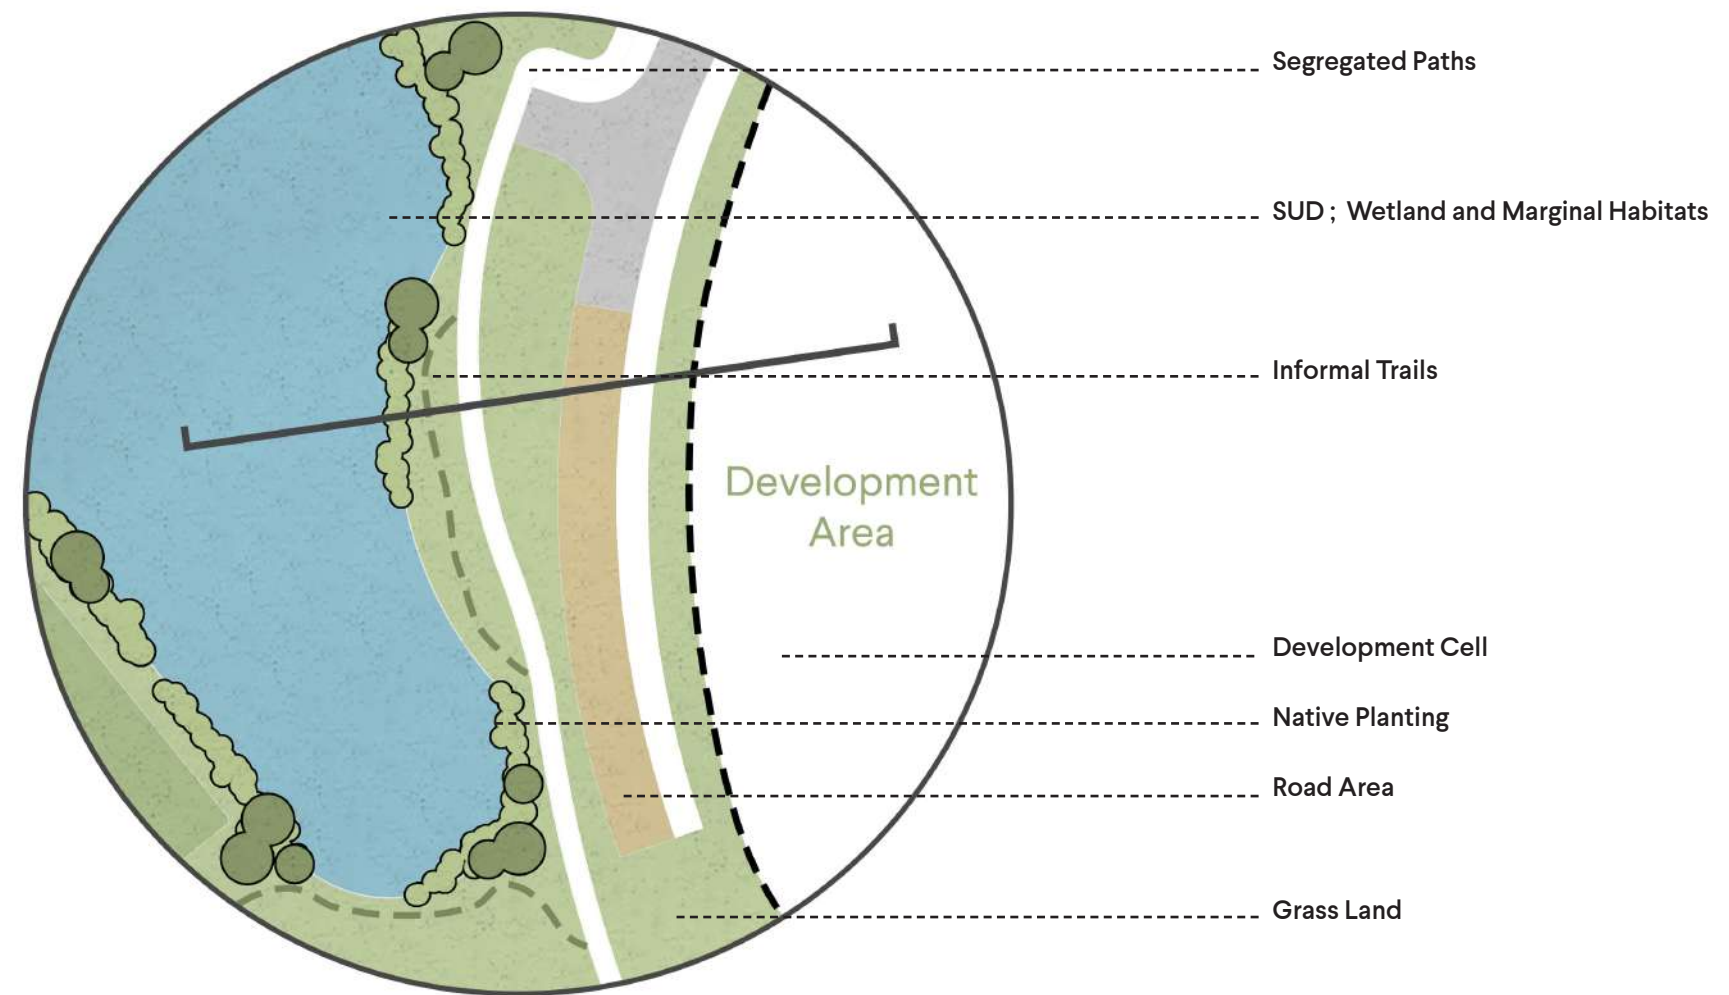 Segregated Paths
SUD ; Wetland and Marginal Habitats
Informal Trails
Development
Area
Development Cell
Native Planting
Road Area
Grass Land